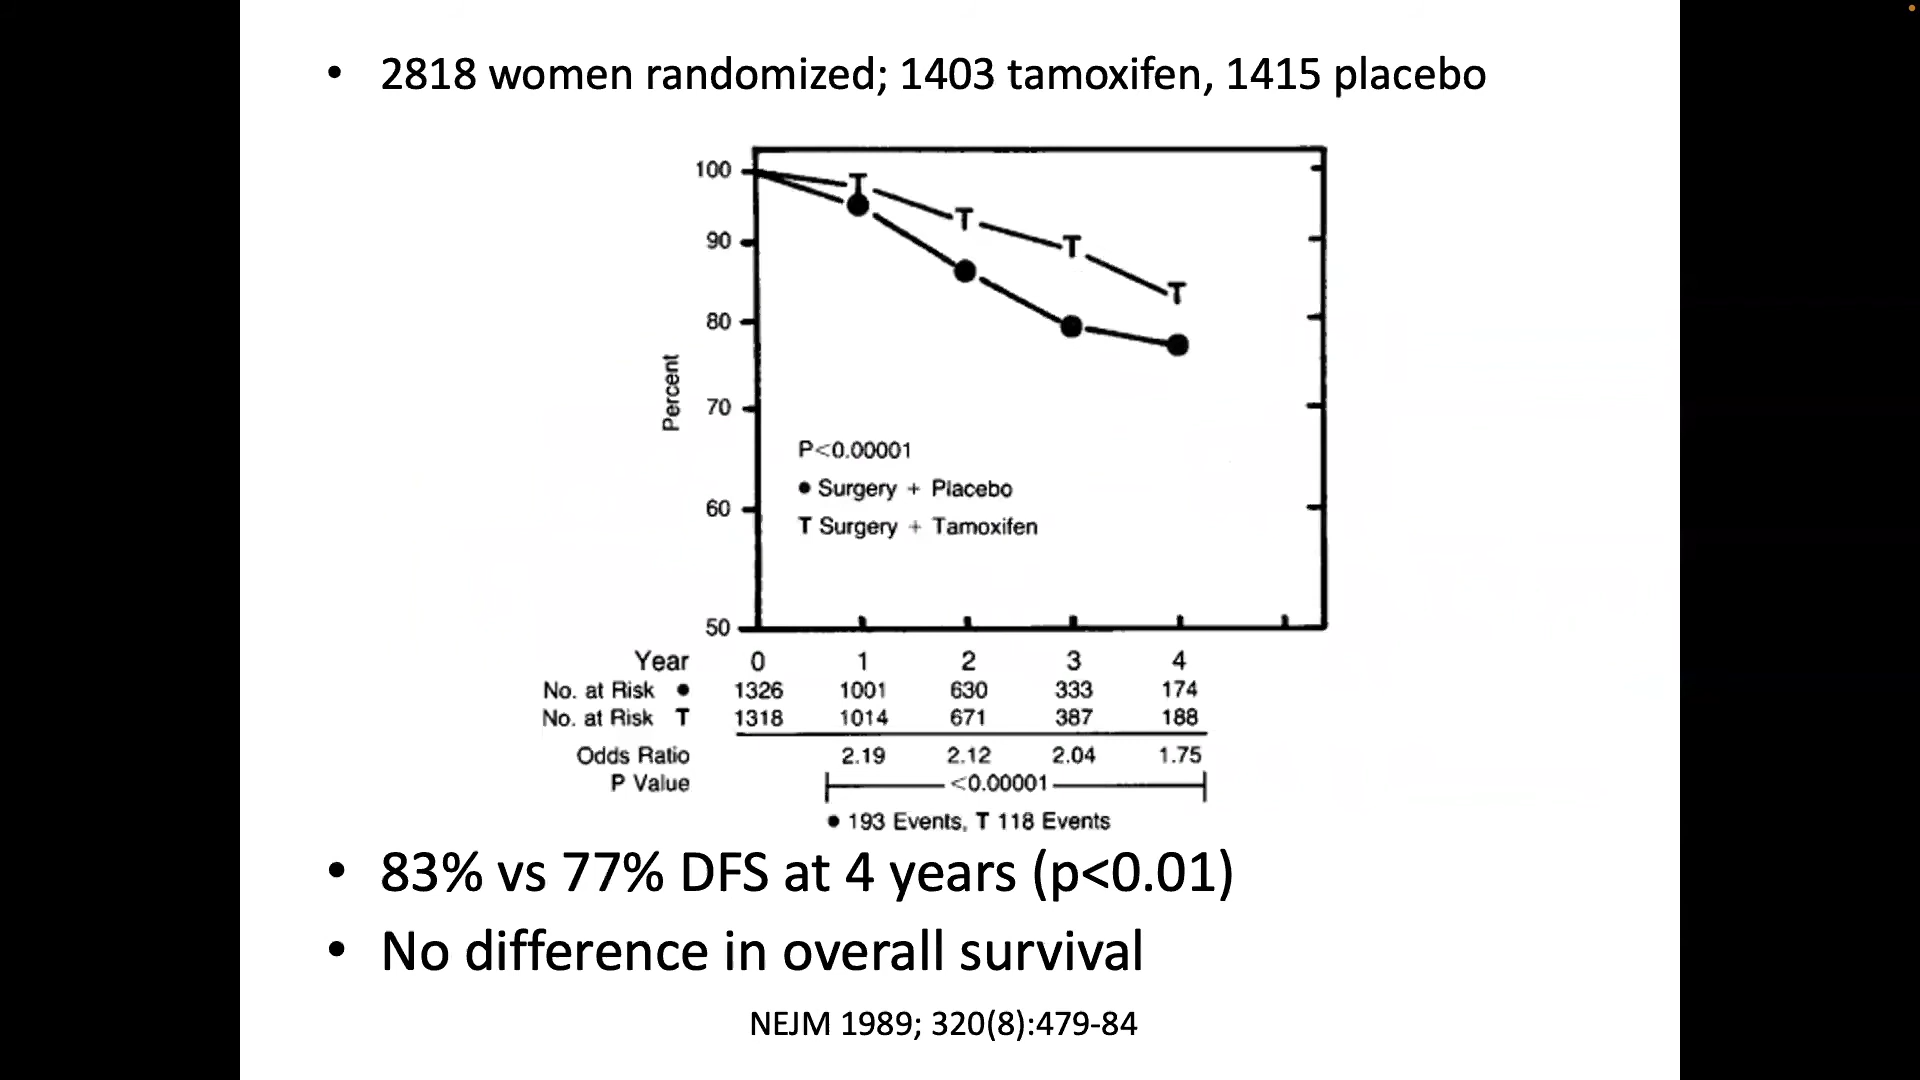 • 2818 women randomized; 1403 tamoxifen, 1415 placebo
100
90
80
70
60
50
Percent
P<0.00001
● Surgery + Placebo
T Surgery + Tamoxifen
Year 0 1 2 3 4
No. at Risk ● 1326 1001 630 333 174
No. at Risk T 1318 1014 671 387 188
Odds Ratio 2.19 2.12 2.04 1.75
P Value <0.00001
● 193 Events, T 118 Events
• 83% vs 77% DFS at 4 years (p<0.01)
• No difference in overall survival
NEJM 1989; 320(8):479-84